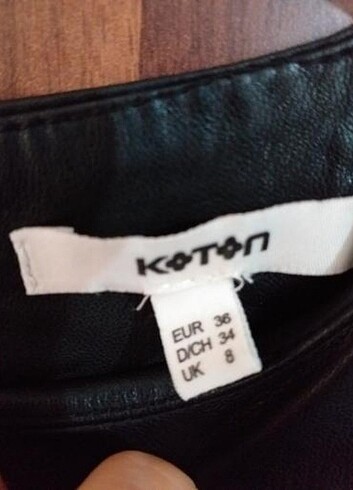 KOTON
EUR 36
D/CH 34
UK 8